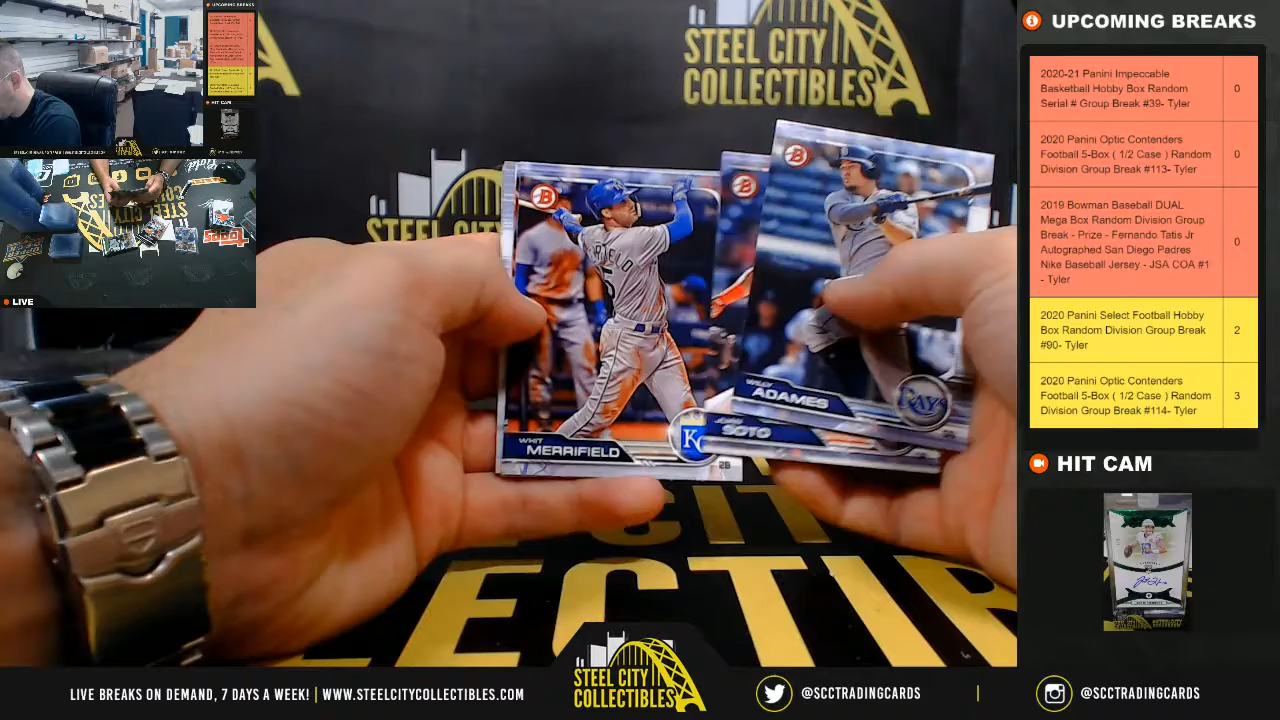 STEEL CITY
COLLECTIBLES
UPCOMING BREAKS
2020-21 Panini Impeccable
Basketball Hobby Box Random
Serial # Group Break #39- Tyler
0
2020 Panini Optic Contenders
Football 5-Box ( 1/2 Case ) Random
Division Group Break #113- Tyler
0
2019 Bowman Baseball DUAL
Mega Box Random Division Group
Break - Prize - Fernando Tatis Jr
Autographed San Diego Padres
Nike Baseball Jersey - JSA COA #1
- Tyler
0
2020 Panini Select Football Hobby
Box Random Division Group Break
#90- Tyler
2
2020 Panini Optic Contenders
Football 5-Box ( 1/2 Case ) Random
Division Group Break #114- Tyler
3
HIT CAM
LIVE
WILLY
ADAMES
RAYS
SOTO
WHIT
MERRIFIELD
KC
LIVE BREAKS ON DEMAND, 7 DAYS A WEEK! | WWW.STEELCITYCOLLECTIBLES.COM
STEEL CITY
COLLECTIBLES
@SCCTRADINGCARDS
|
@SCCTRADINGCARDS